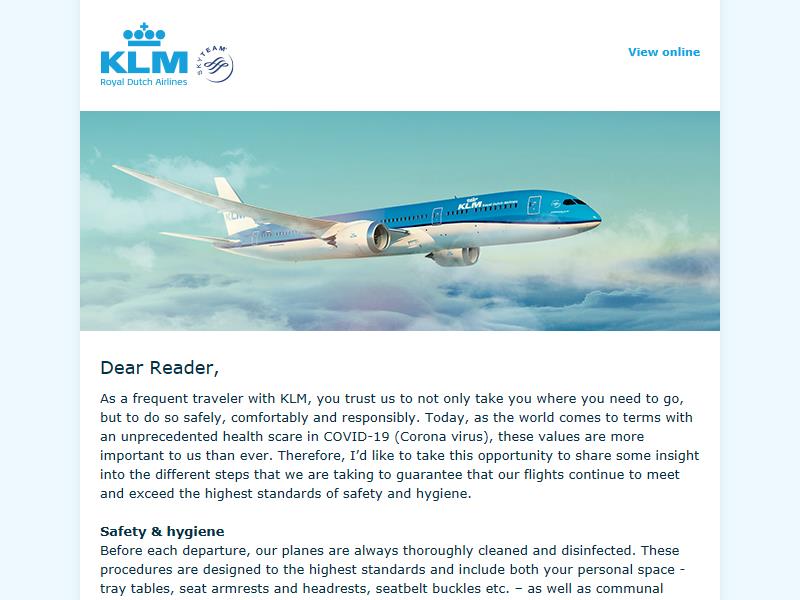 KLM
Royal Dutch Airlines
SKYTEAM
View online
KLM
KLM
Dear Reader,
As a frequent traveler with KLM, you trust us to not only take you where you need to go,
but to do so safely, comfortably and responsibly. Today, as the world comes to terms with
an unprecedented health scare in COVID-19 (Corona virus), these values are more
important to us than ever. Therefore, I’d like to take this opportunity to share some insight
into the different steps that we are taking to guarantee that our flights continue to meet
and exceed the highest standards of safety and hygiene.
Safety & hygiene
Before each departure, our planes are always thoroughly cleaned and disinfected. These
procedures are designed to the highest standards and include both your personal space -
tray tables, seat armrests and headrests, seatbelt buckles etc. – as well as communal